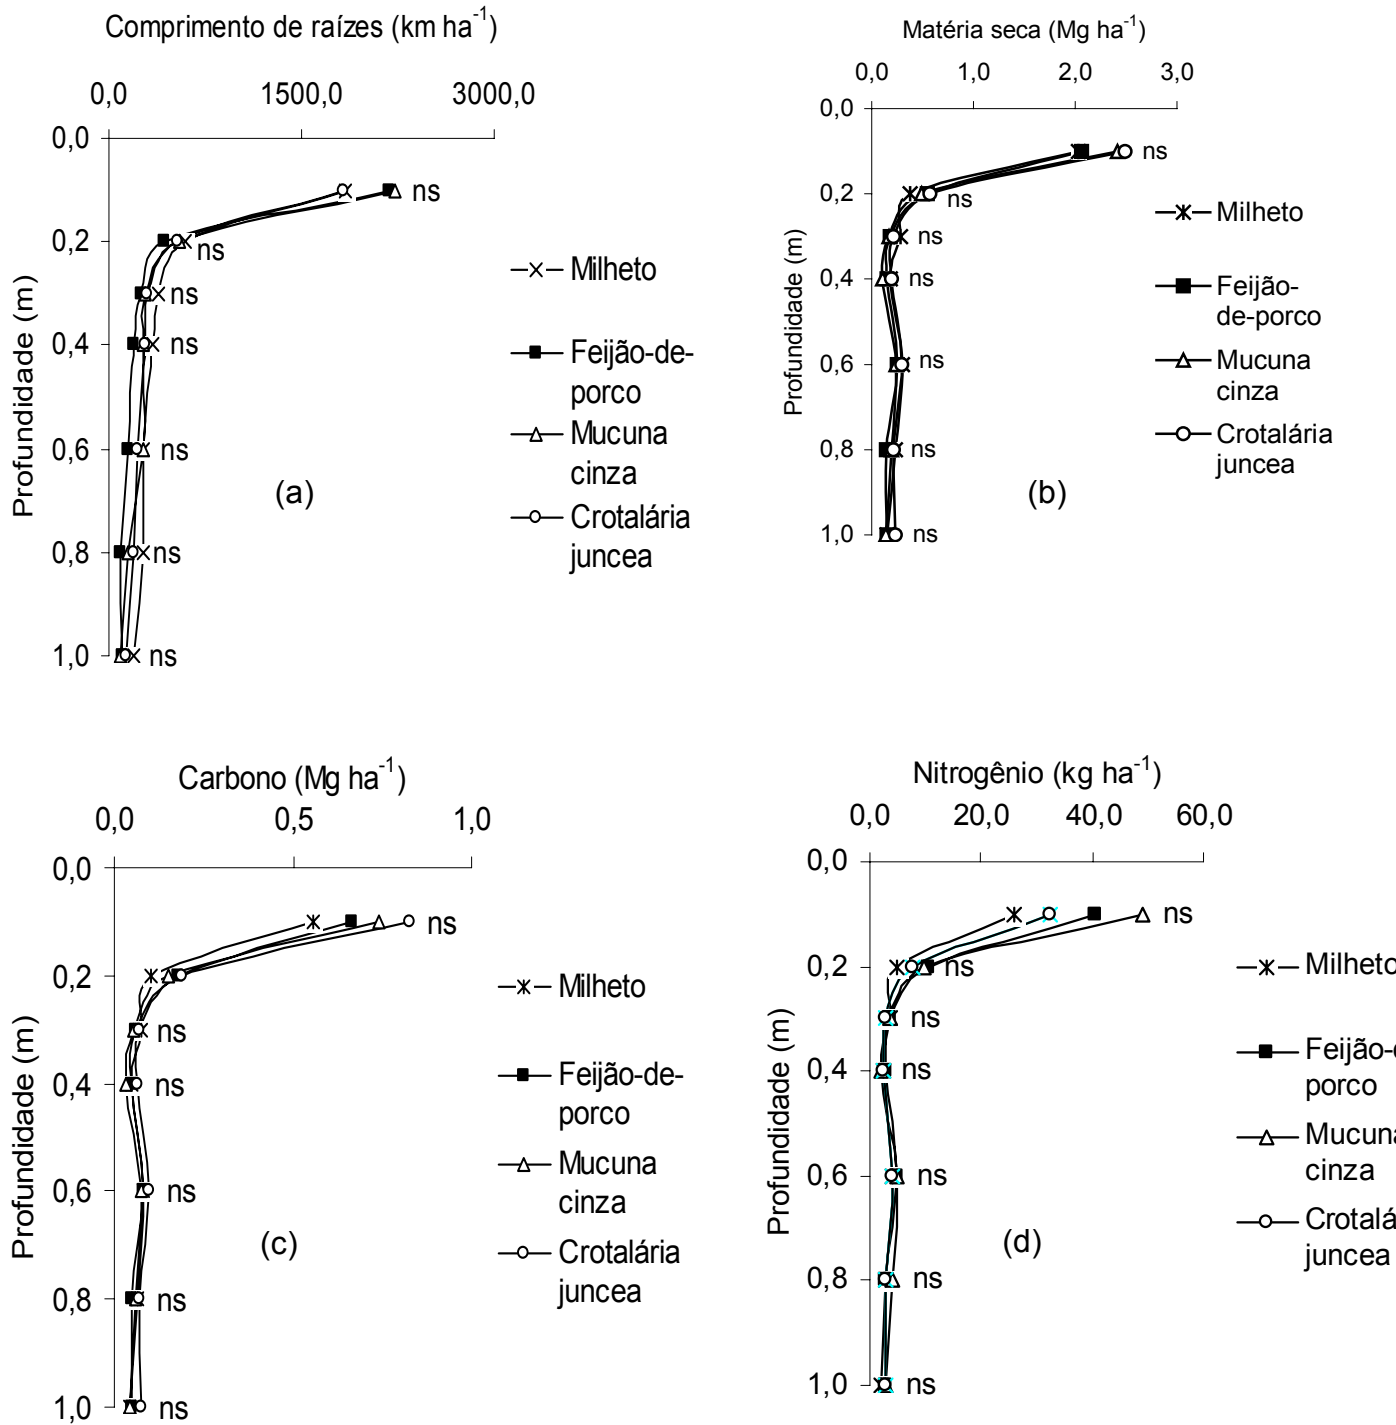 Comprimento de raízes (km ha⁻¹)
0,0 1500,0 3000,0
0,0
0,2
0,4
0,6
0,8
1,0
Profundidade (m)
ns
ns
ns
ns
ns
ns
ns
(a)
Milheto
Feijão-de-
porco
Mucuna
cinza
Crotalária
juncea
Matéria seca (Mg ha⁻¹)
0,0 1,0 2,0 3,0
0,0
0,2
0,4
0,6
0,8
1,0
Profundidade (m)
ns
ns
ns
ns
ns
ns
ns
(b)
Milheto
Feijão-
de-porco
Mucuna
cinza
Crotalária
juncea
Carbono (Mg ha⁻¹)
0,0 0,5 1,0
0,0
0,2
0,4
0,6
0,8
1,0
Profundidade (m)
ns
ns
ns
ns
ns
ns
(c)
Milheto
Feijão-de-
porco
Mucuna
cinza
Crotalária
juncea
Nitrogênio (kg ha⁻¹)
0,0 20,0 40,0 60,0
0,0
0,2
0,4
0,6
0,8
1,0
Profundidade (m)
ns
ns
ns
ns
ns
ns
ns
(d)
Milheto
Feijão-
porco
Mucuna
cinza
Crotalá
juncea